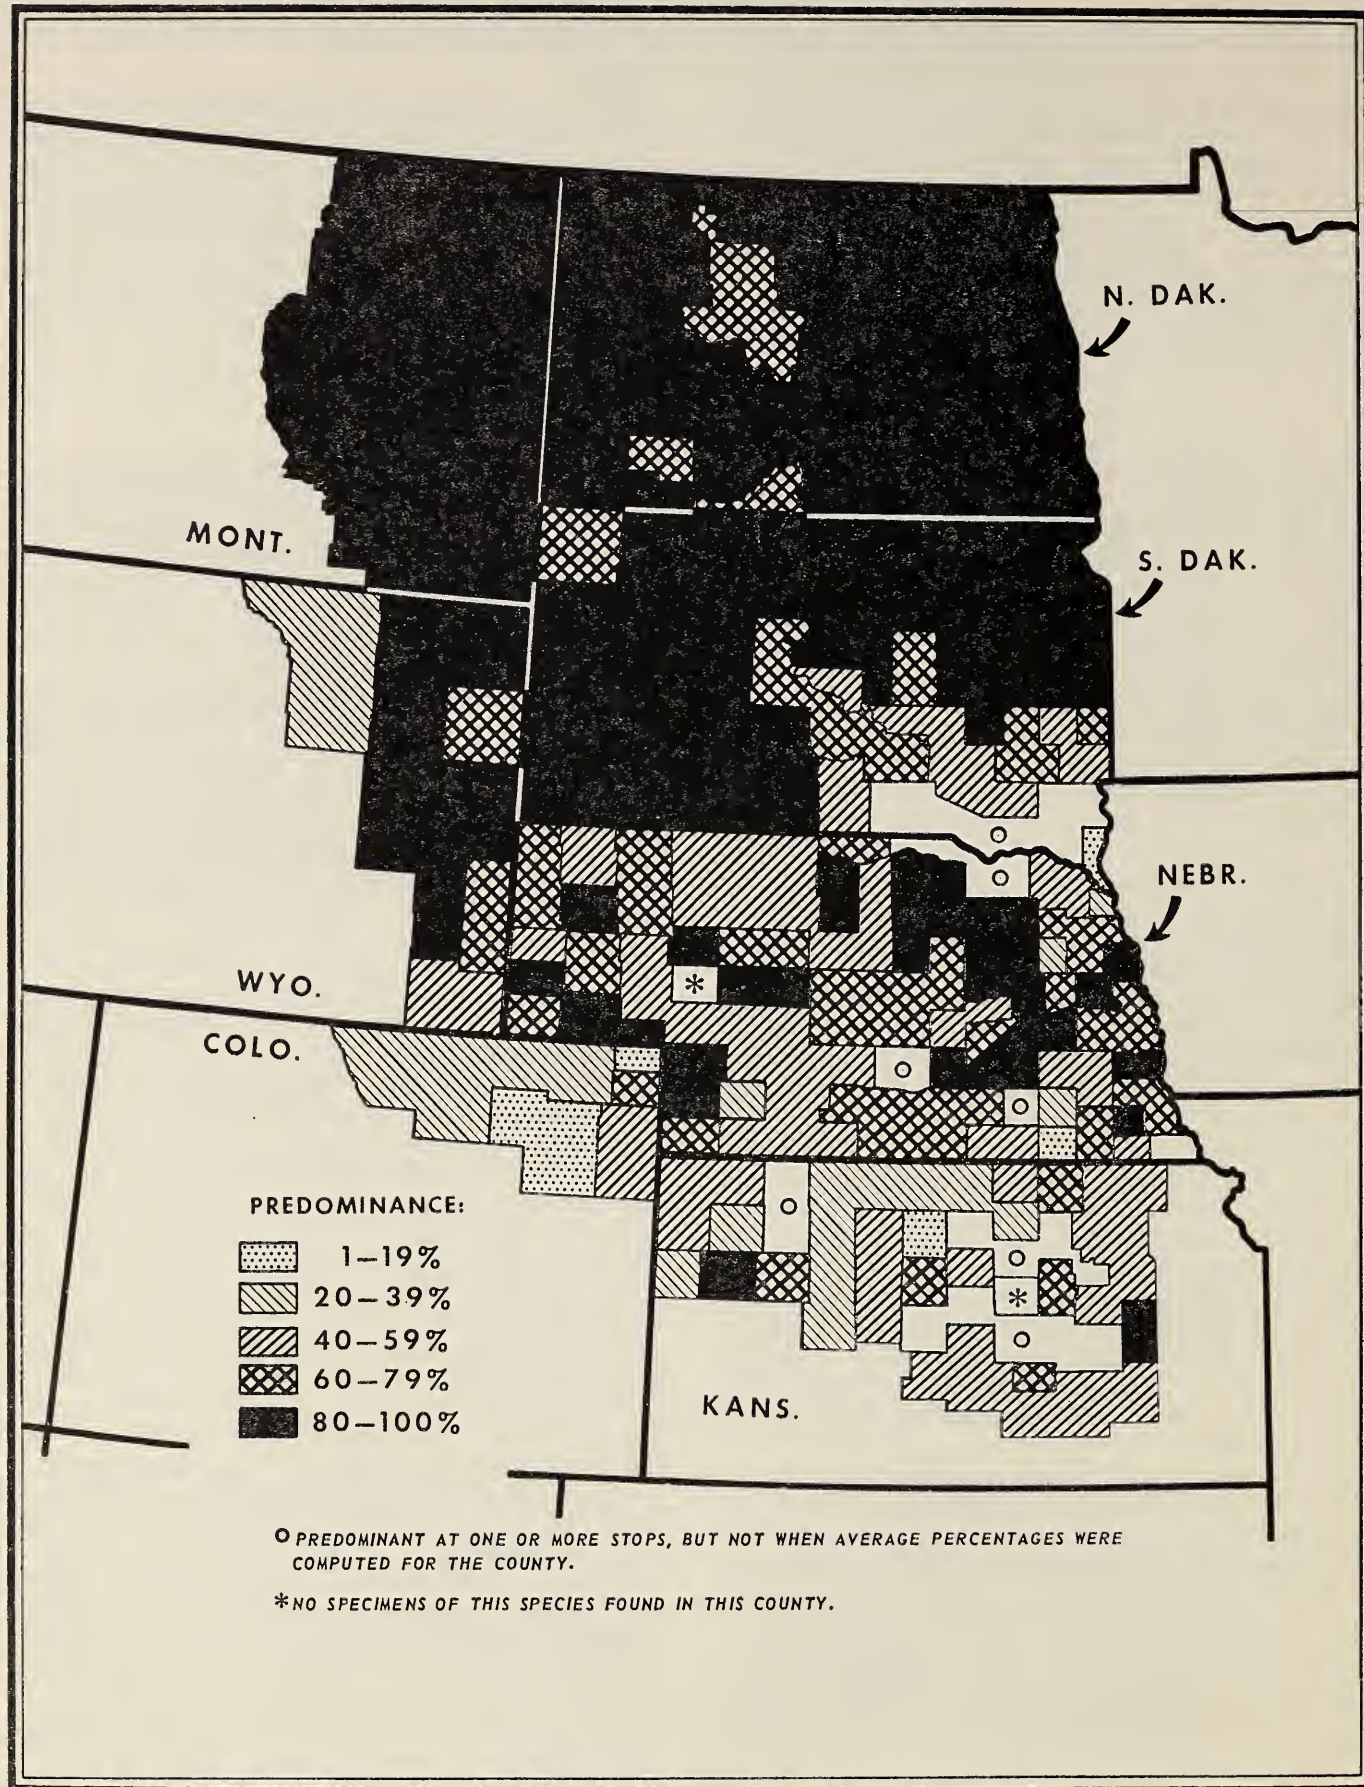 N. DAK.
MONT.
S. DAK.
NEBR.
WYO.
COLO.
PREDOMINANCE:
1–19%
20–39%
40–59%
60–79%
80–100%
KANS.
O PREDOMINANT AT ONE OR MORE STOPS, BUT NOT WHEN AVERAGE PERCENTAGES WERE
COMPUTED FOR THE COUNTY.
*NO SPECIMENS OF THIS SPECIES FOUND IN THIS COUNTY.